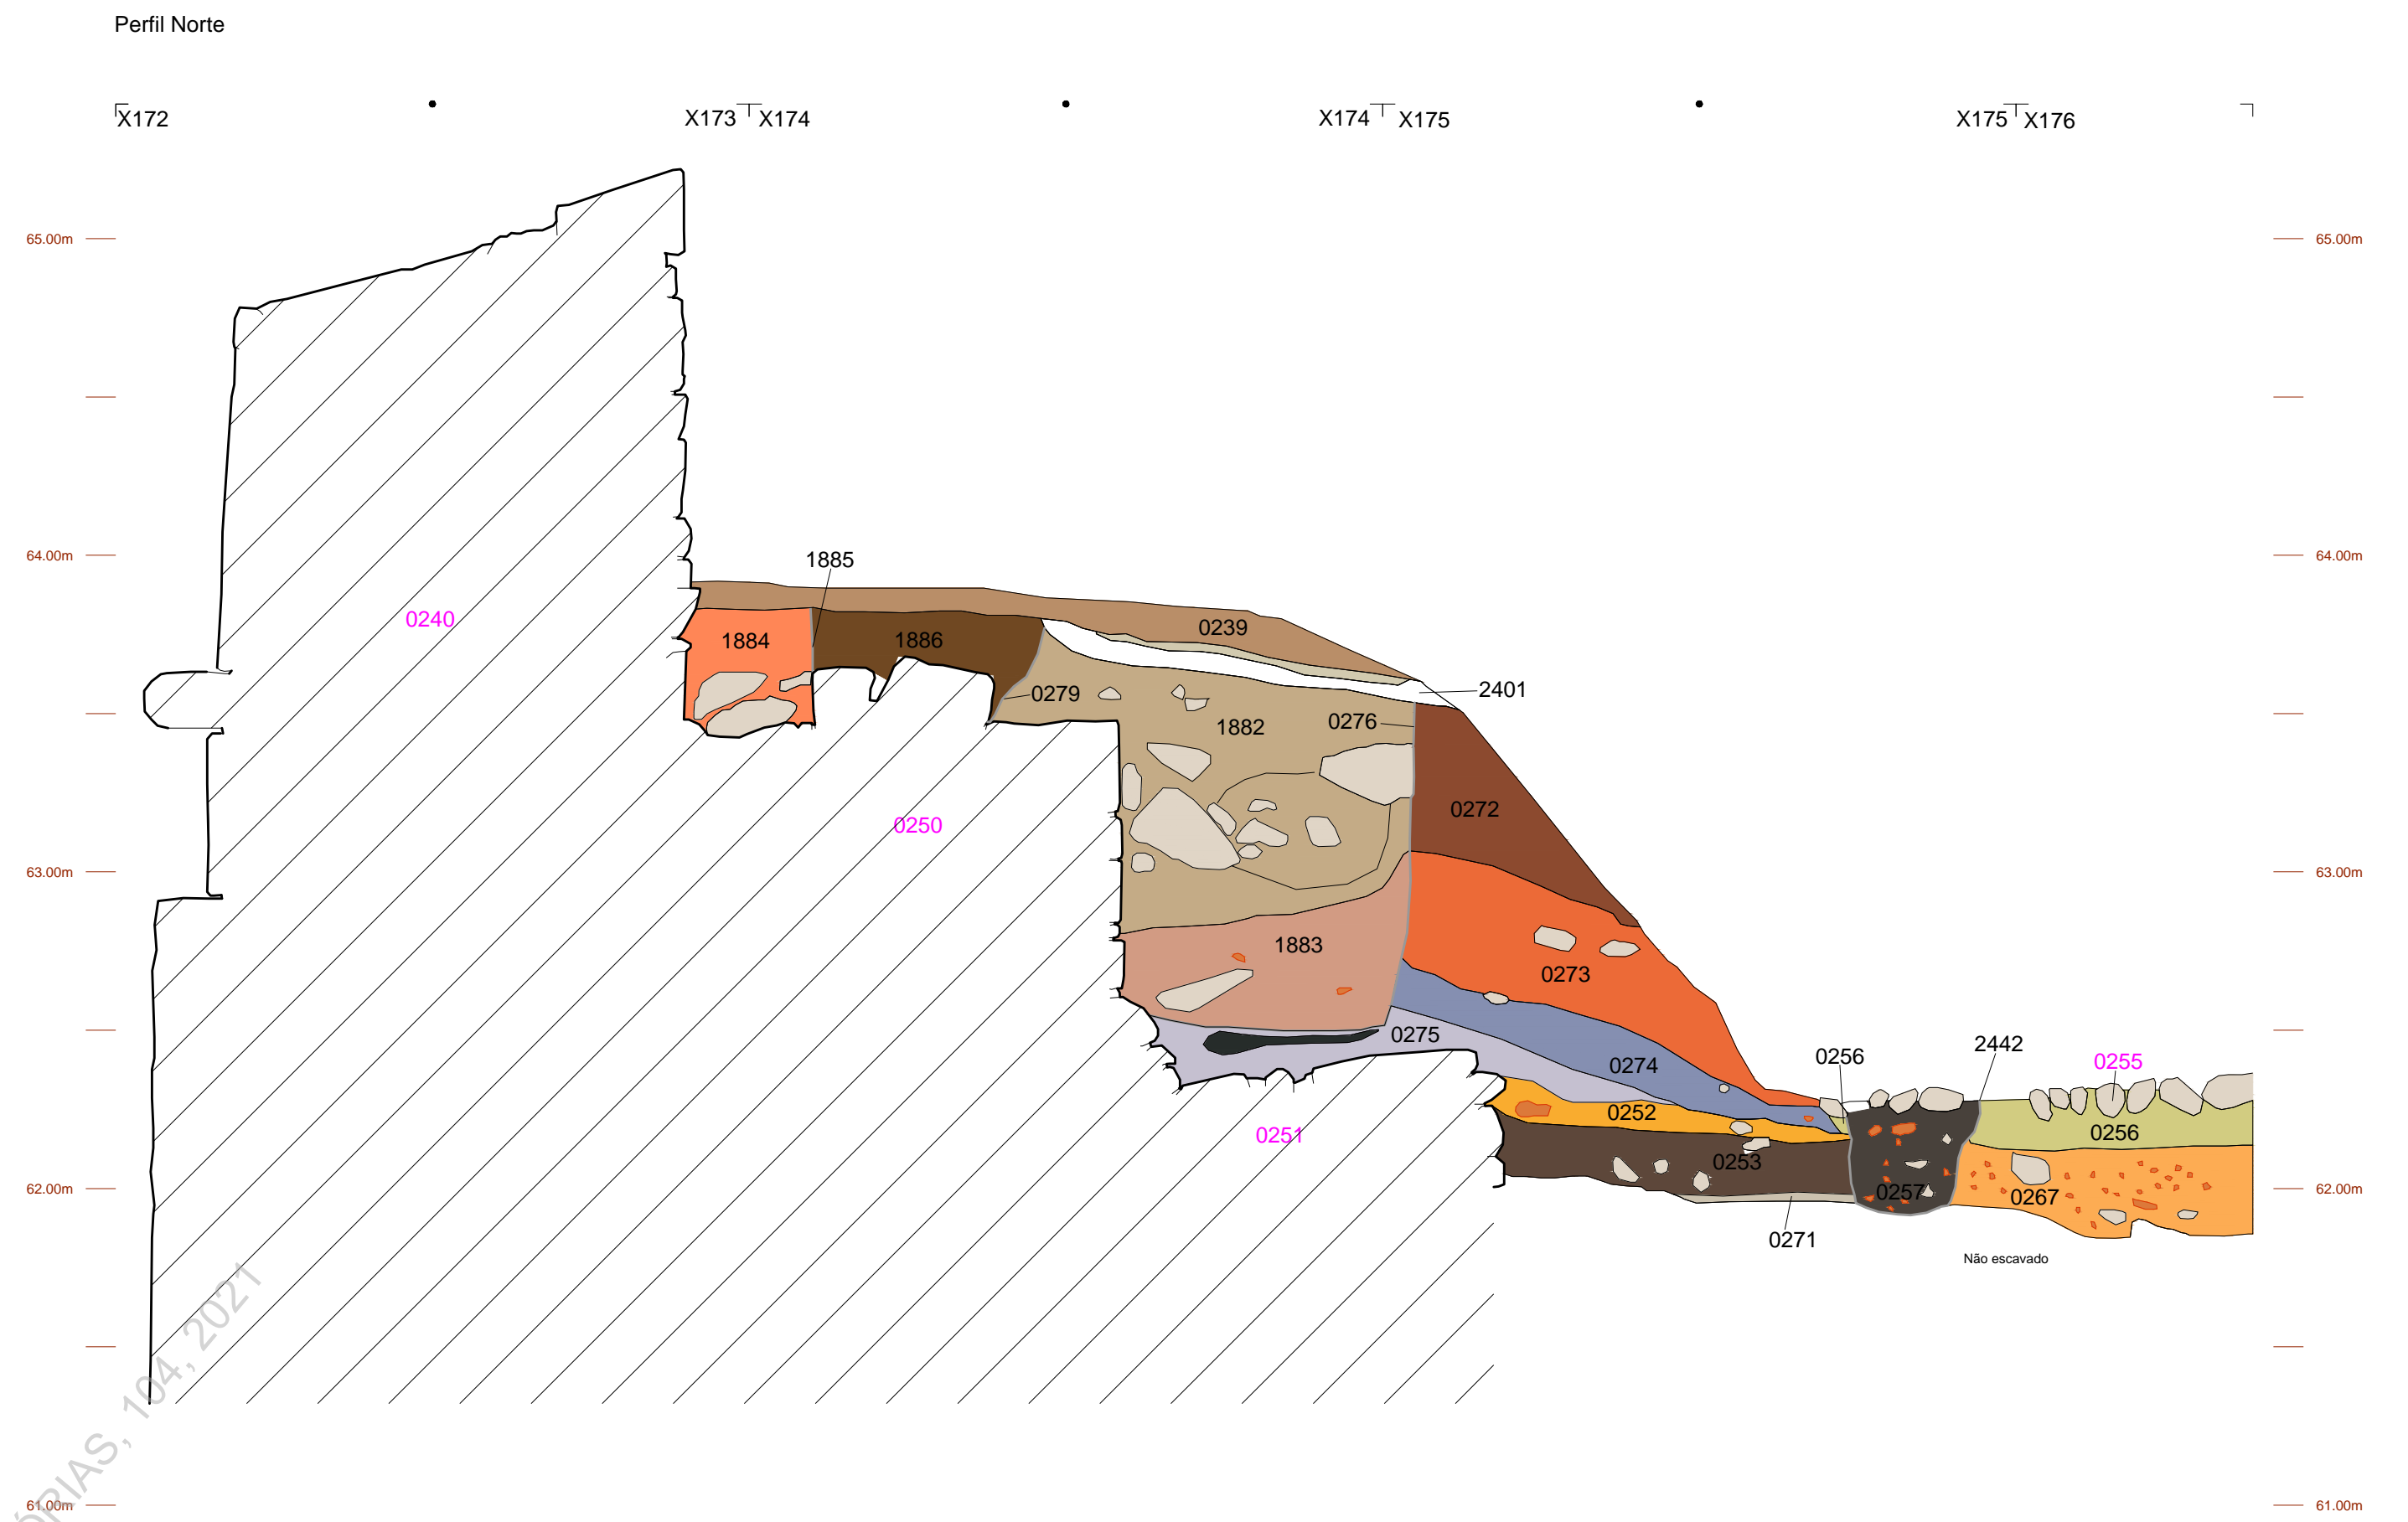 Perfil Norte
X172 X173 X174 X174 X175 X175 X176
65.00m 65.00m
64.00m 64.00m
1885
0240
1884 1886 0239
0279 2401
1882 0276
0272
0250
63.00m 63.00m
1883
0273
0275
2442
0256 0255
0274
0252
0251 0256
0253
62.00m 0257 0267 62.00m
0271
Não escavado
61.00m 61.00m
ÓRIAS, 104, 2021